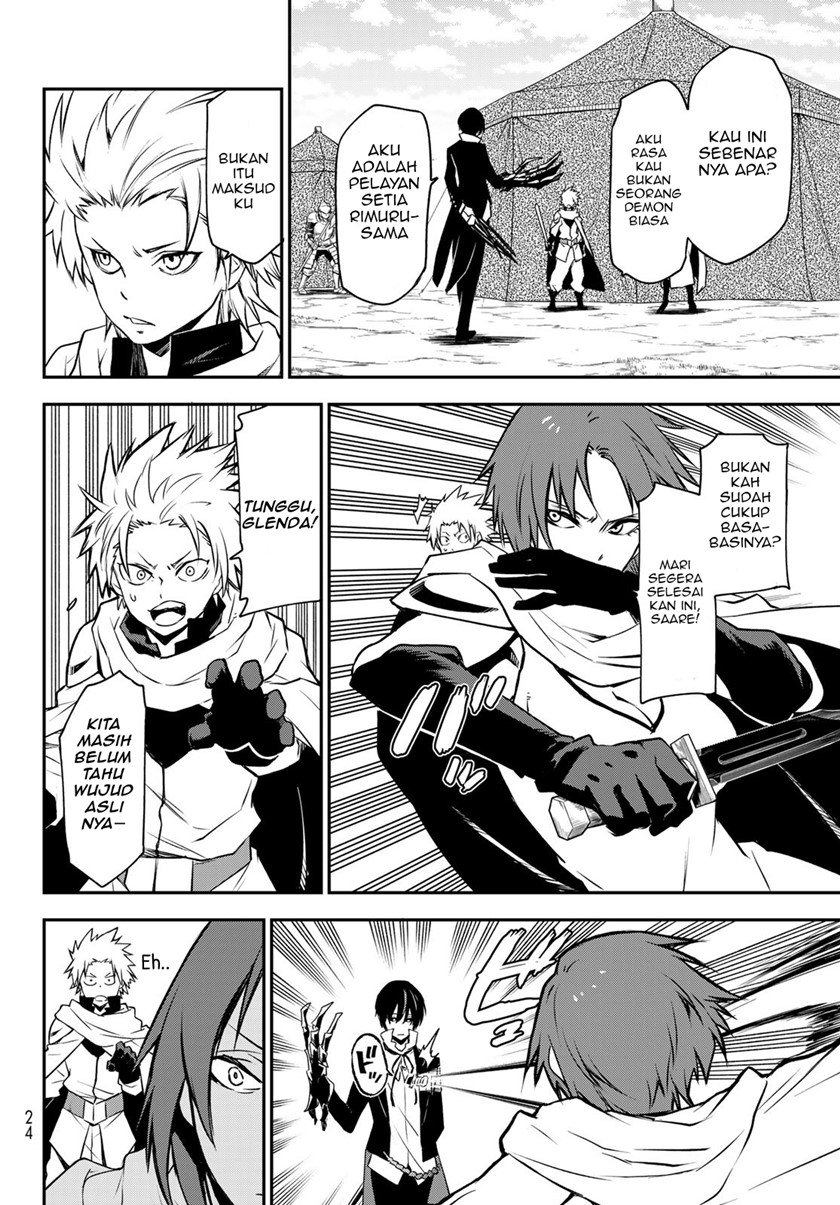 KAU INI
SEBENAR
NYA APA?
AKU
RASA
KAU
BUKAN
SEORANG
DEMON
BIASA
AKU
ADALAH
PELAYAN
SETIA
RIMURU-
SAMA
BUKAN
ITU
MAKSUD
KU
BUKAN
KAH
SUDAH
CUKUP
BASA-
BASINYA?
MARI
SEGERA
SELESAI
KAN INI,
SAARE!
TUNGGU,
GLENDA!
KITA
MASIH
BELUM
TAHU
WUJUD
ASLI
NYA—
ドッ
Eh..
24